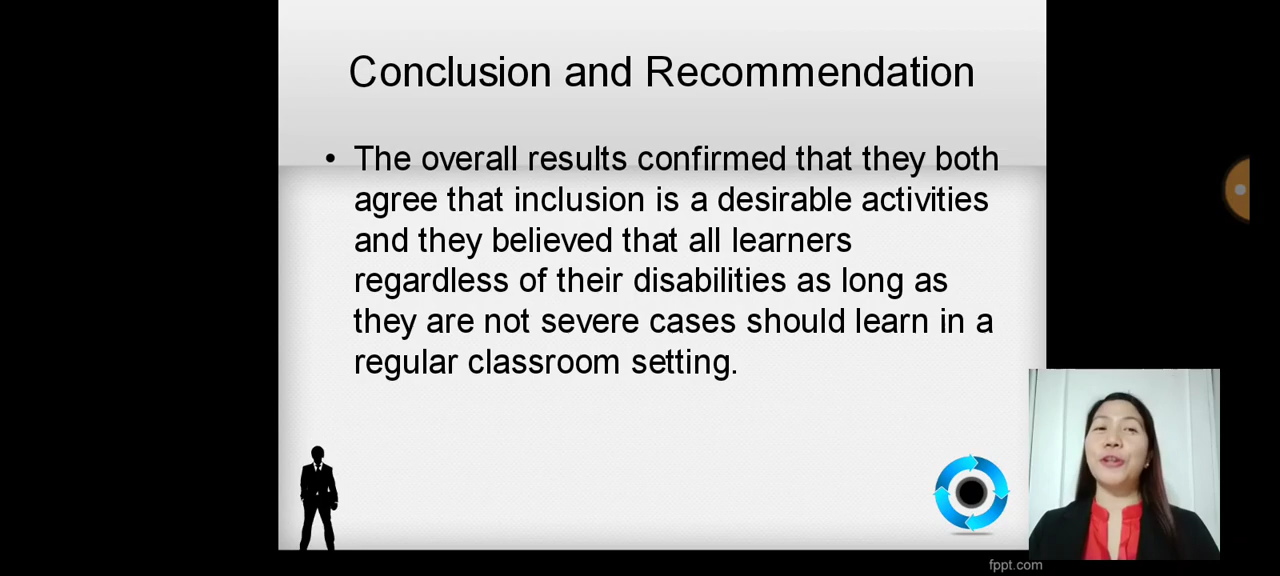 Conclusion and Recommendation
• The overall results confirmed that they both
agree that inclusion is a desirable activities
and they believed that all learners
regardless of their disabilities as long as
they are not severe cases should learn in a
regular classroom setting.
fppt.com